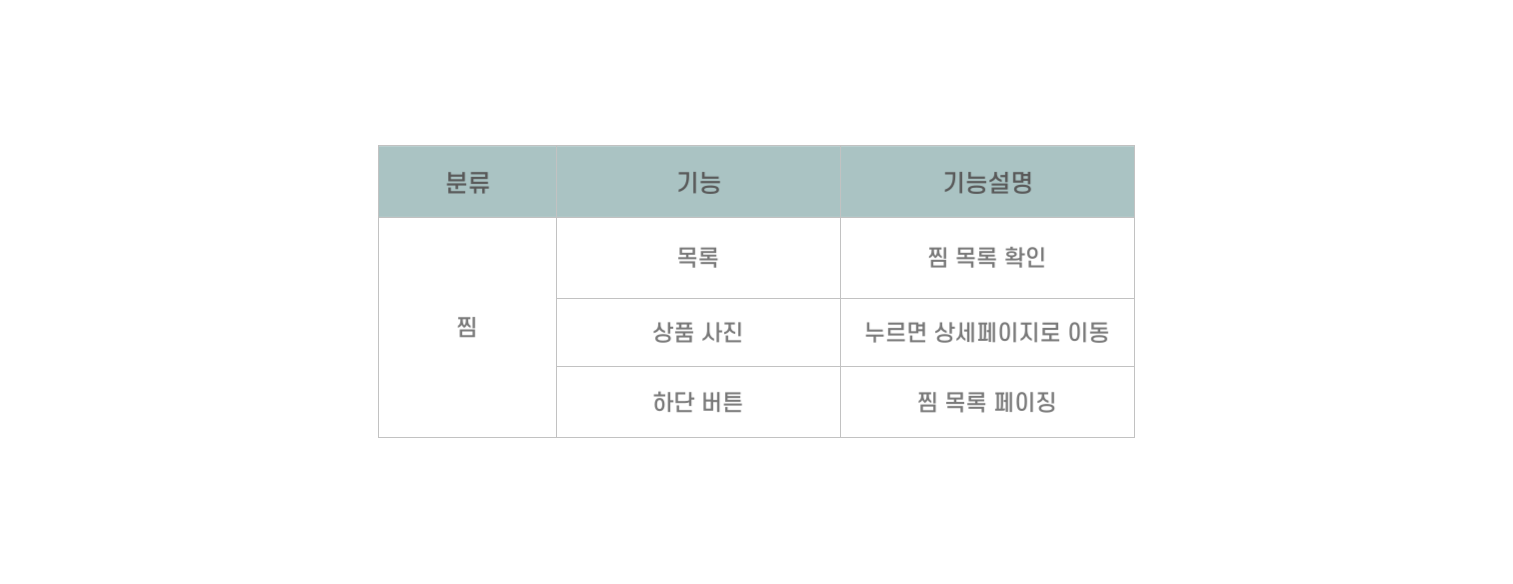 분류 기능 기능설명
목록 찜 목록 확인
찜
상품 사진 누르면 상세페이지로 이동
하단 버튼 찜 목록 페이징